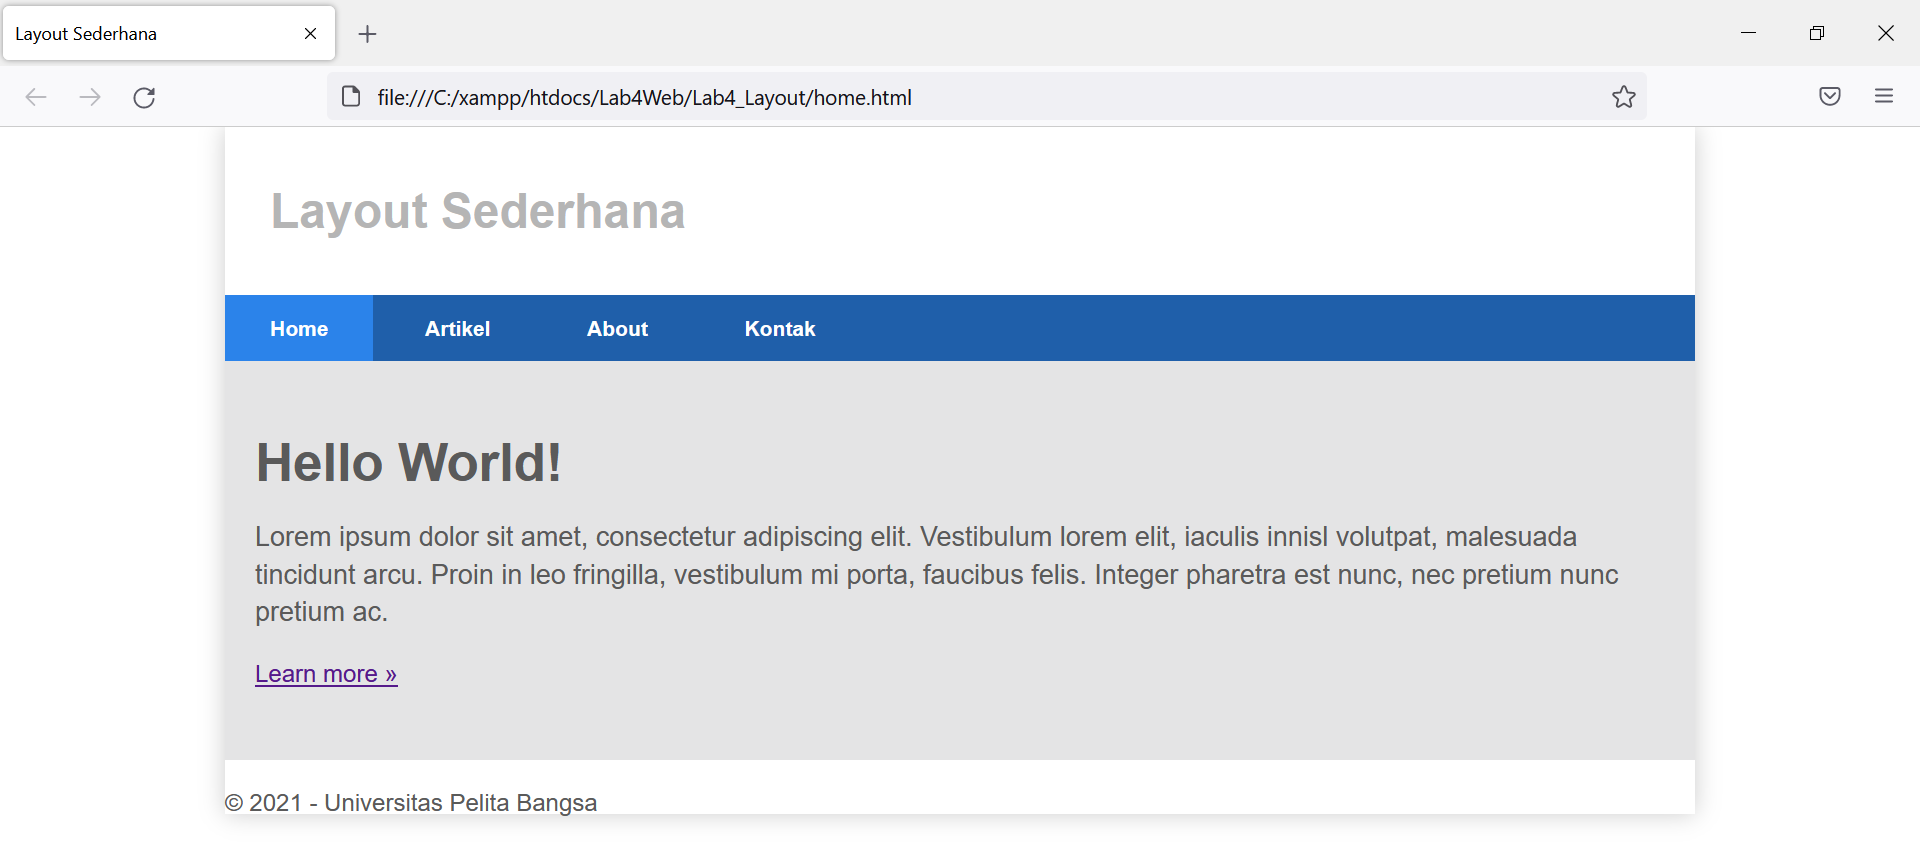 Layout Sederhana
file:///C:/xampp/htdocs/Lab4Web/Lab4_Layout/home.html
Layout Sederhana
Home Artikel About Kontak
Hello World!
Lorem ipsum dolor sit amet, consectetur adipiscing elit. Vestibulum lorem elit, iaculis innisl volutpat, malesuada
tincidunt arcu. Proin in leo fringilla, vestibulum mi porta, faucibus felis. Integer pharetra est nunc, nec pretium nunc
pretium ac.
Learn more »
© 2021 - Universitas Pelita Bangsa